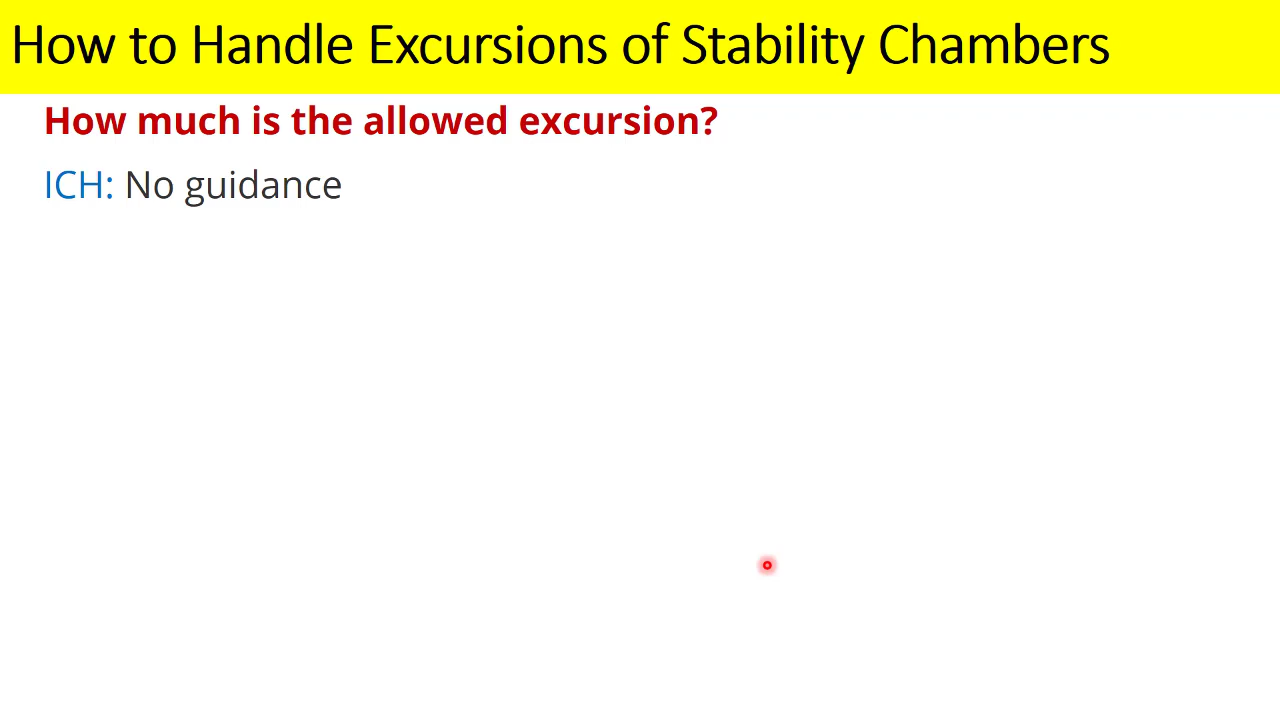 How to Handle Excursions of Stability Chambers
How much is the allowed excursion?
ICH: No guidance